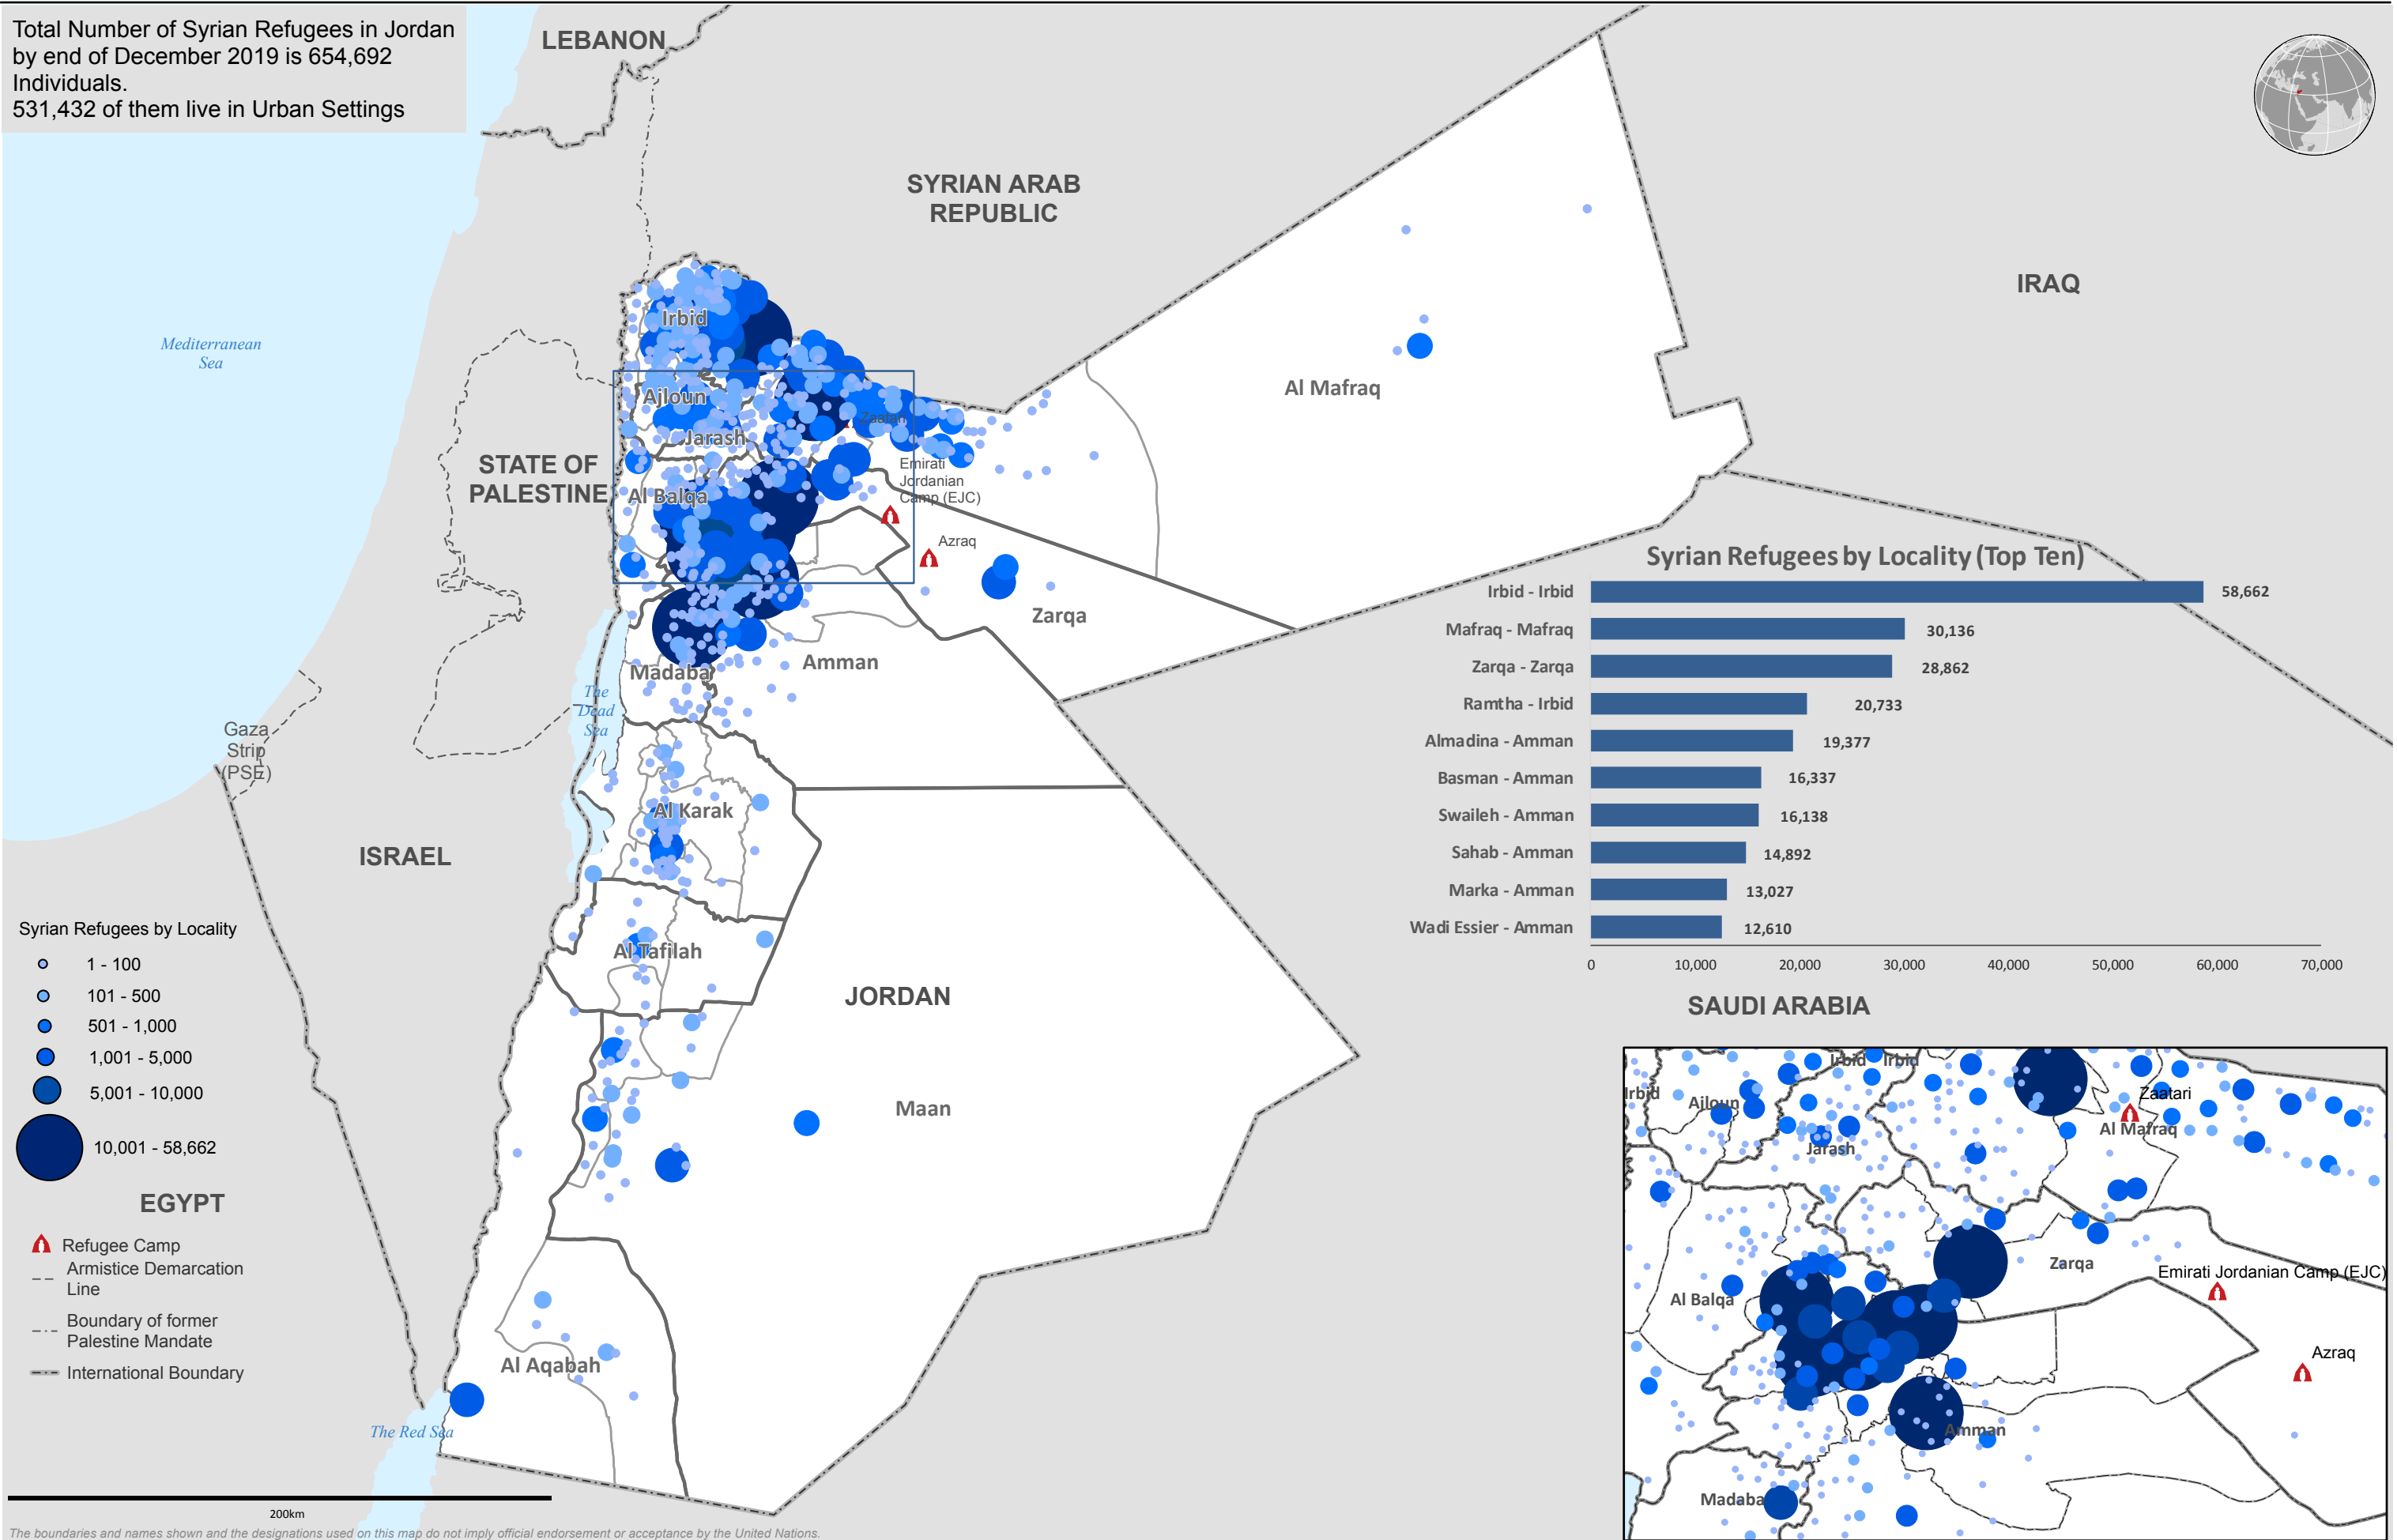 Total Number of Syrian Refugees in Jordan
by end of December 2019 is 654,692
Individuals.
531,432 of them live in Urban Settings
LEBANON
SYRIAN ARAB
REPUBLIC
IRAQ
Mediterranean
Sea
Irbid
Al Mafraq
Ajloun
Zaatari
Jarash
STATE OF
PALESTINE
Emirati
Jordanian
Camp (EJC)
Al Balqa
Azraq
Zarqa
Amman
Madaba
The
Dead
Sea
Gaza
Strip
(PSE)
Al Karak
ISRAEL
Al Tafilah
JORDAN
Maan
Al Aqabah
The Red Sea
Syrian Refugees by Locality (Top Ten)
Irbid - Irbid 58,662
Mafraq - Mafraq 30,136
Zarqa - Zarqa 28,862
Ramtha - Irbid 20,733
Almadina - Amman 19,377
Basman - Amman 16,337
Swaileh - Amman 16,138
Sahab - Amman 14,892
Marka - Amman 13,027
Wadi Essier - Amman 12,610
0 10,000 20,000 30,000 40,000 50,000 60,000 70,000
SAUDI ARABIA
Syrian Refugees by Locality
1 - 100
101 - 500
501 - 1,000
1,001 - 5,000
5,001 - 10,000
10,001 - 58,662
EGYPT
Refugee Camp
Armistice Demarcation
Line
Boundary of former
Palestine Mandate
International Boundary
200km
Irbid Irbid
Irbid
Ajloun
Zaatari
Al Mafraq
Jarash
Zarqa
Emirati Jordanian Camp (EJC)
Al Balqa
Azraq
Amman
Madaba
The boundaries and names shown and the designations used on this map do not imply official endorsement or acceptance by the United Nations.